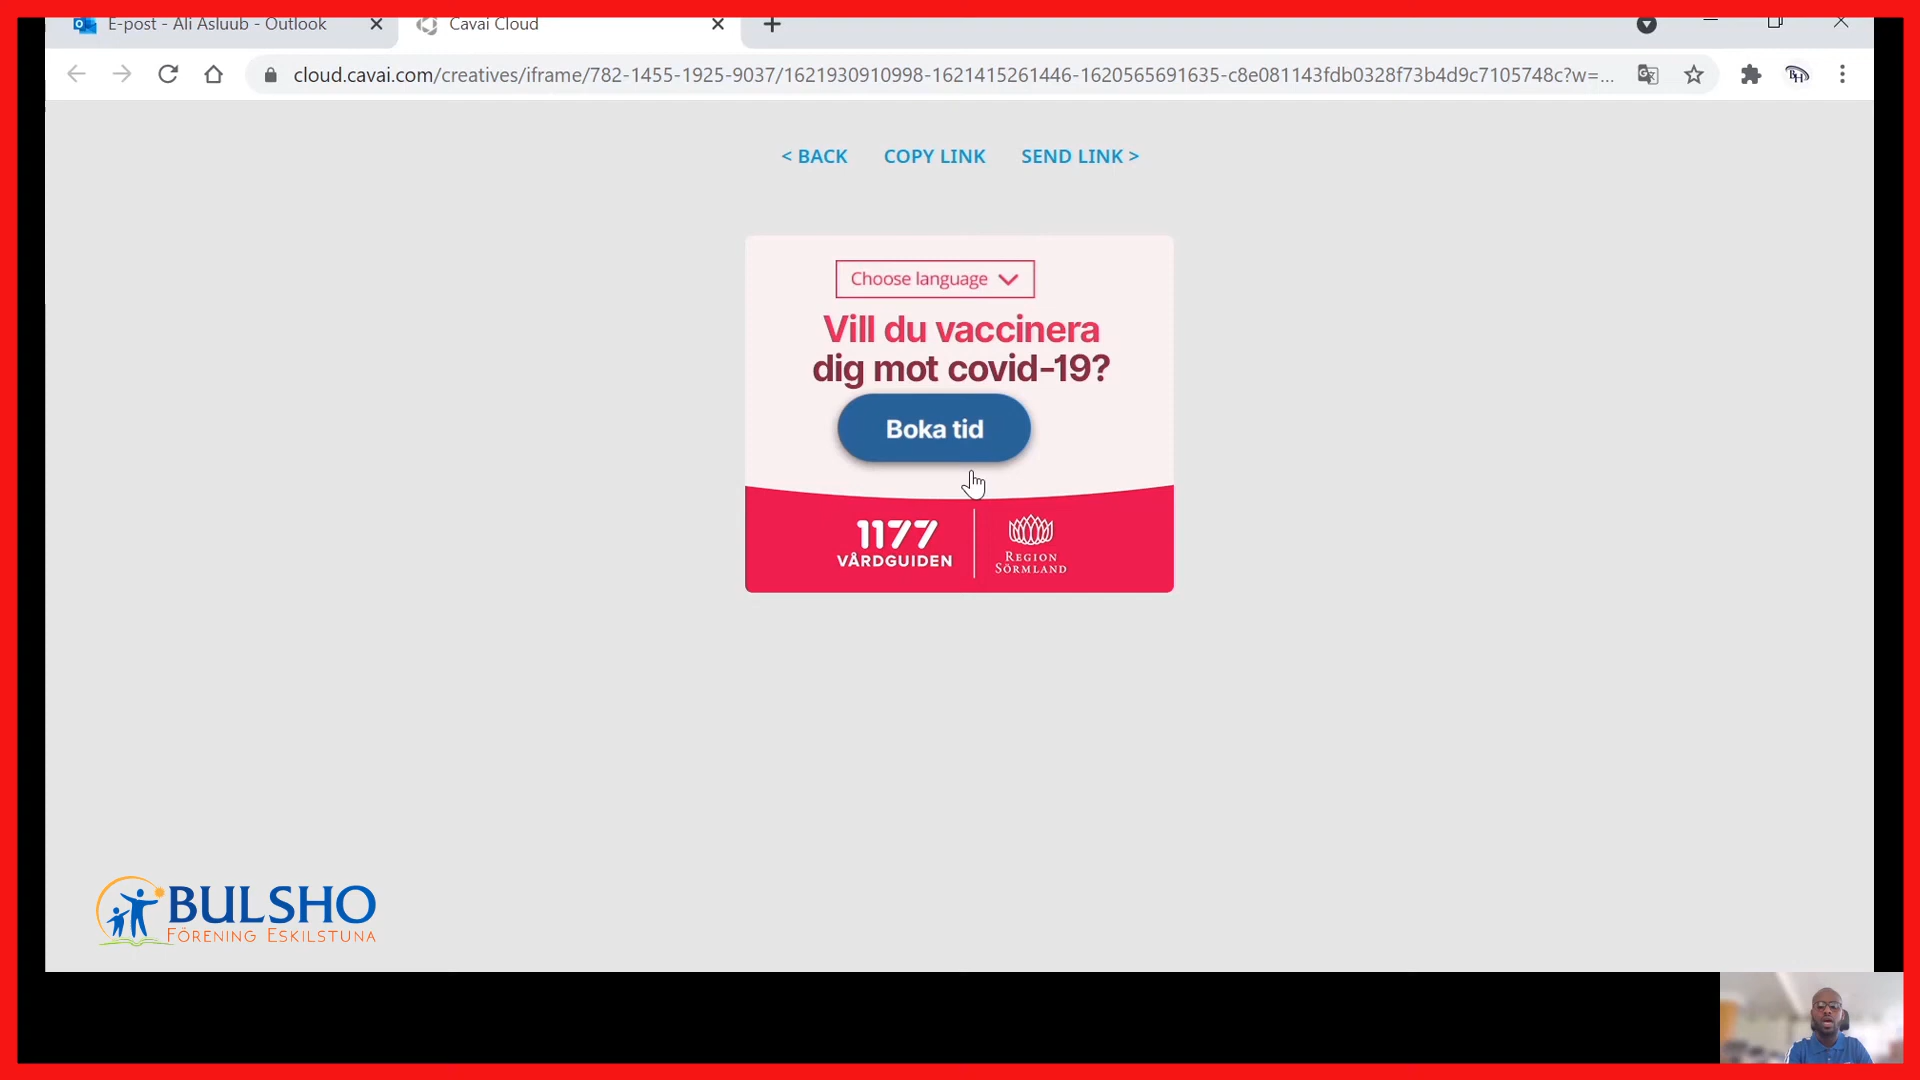 E-post - Ali Asluub - Outlook
Cavai Cloud
cloud.cavai.com/creatives/iframe/782-1455-1925-9037/1621930910998-1621415261446-1620565691635-c8e081143fdb0328f73b4d9c7105748c?w=...
< BACK COPY LINK SEND LINK >
Choose language
Vill du vaccinera
dig mot covid-19?
Boka tid
1177
VÅRDGUIDEN
REGION
SÖRMLAND
BULSHO
FÖRENING ESKILSTUNA